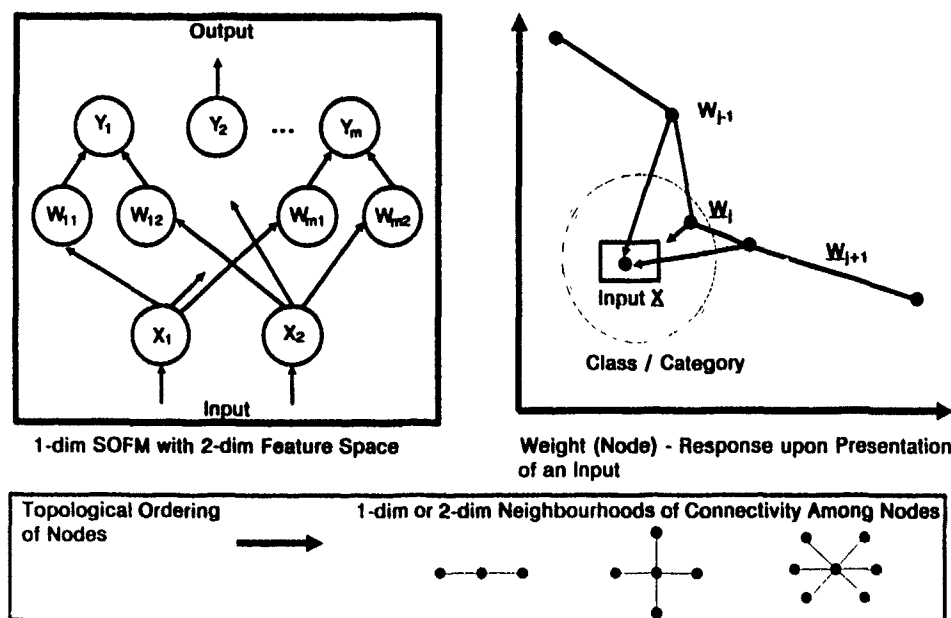 Output
Y1 Y2 ... Ym
W11 W12 Wm1 Wm2
X1 X2
Input
1-dim SOFM with 2-dim Feature Space
Wj-1
Wj
Wj+1
Input X
Class / Category
Weight (Node) - Response upon Presentation
of an Input
Topological Ordering
of Nodes
1-dim or 2-dim Neighbourhoods of Connectivity Among Nodes